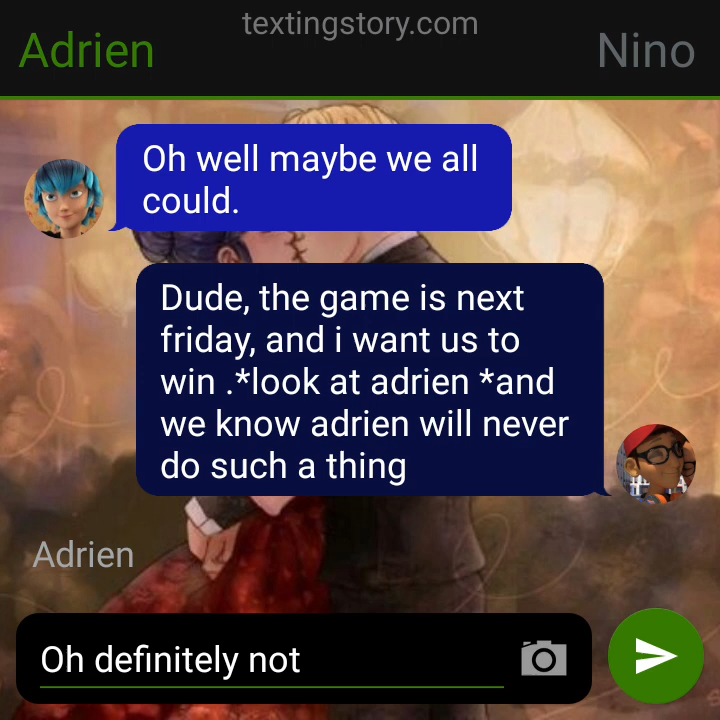 textingstory.com
Adrien
Nino
Oh well maybe we all
could.
Dude, the game is next
friday, and i want us to
win .*look at adrien *and
we know adrien will never
do such a thing
Adrien
Oh definitely not